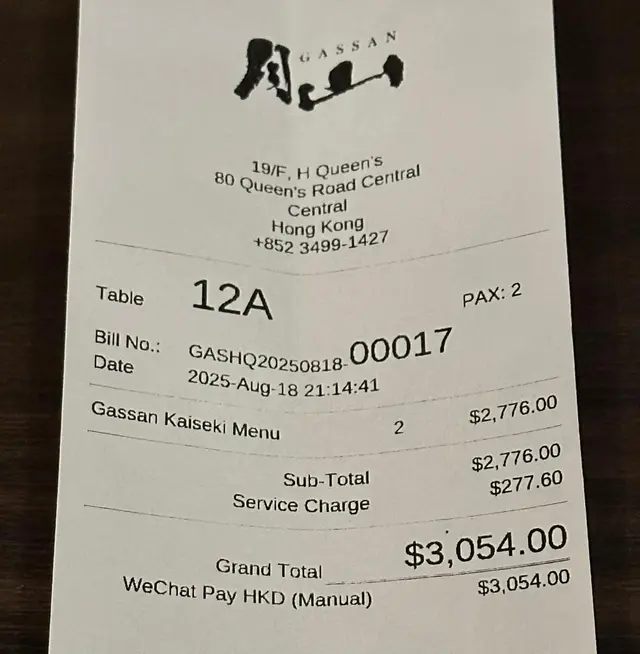 GASSAN
月山
19/F, H Queen's
80 Queen's Road Central
Central
Hong Kong
+852 3499-1427
Table 12A PAX: 2
Bill No.: GASHQ20250818-00017
Date 2025-Aug-18 21:14:41
Gassan Kaiseki Menu 2 $2,776.00
Sub-Total $2,776.00
Service Charge $277.60
Grand Total $3,054.00
WeChat Pay HKD (Manual) $3,054.00